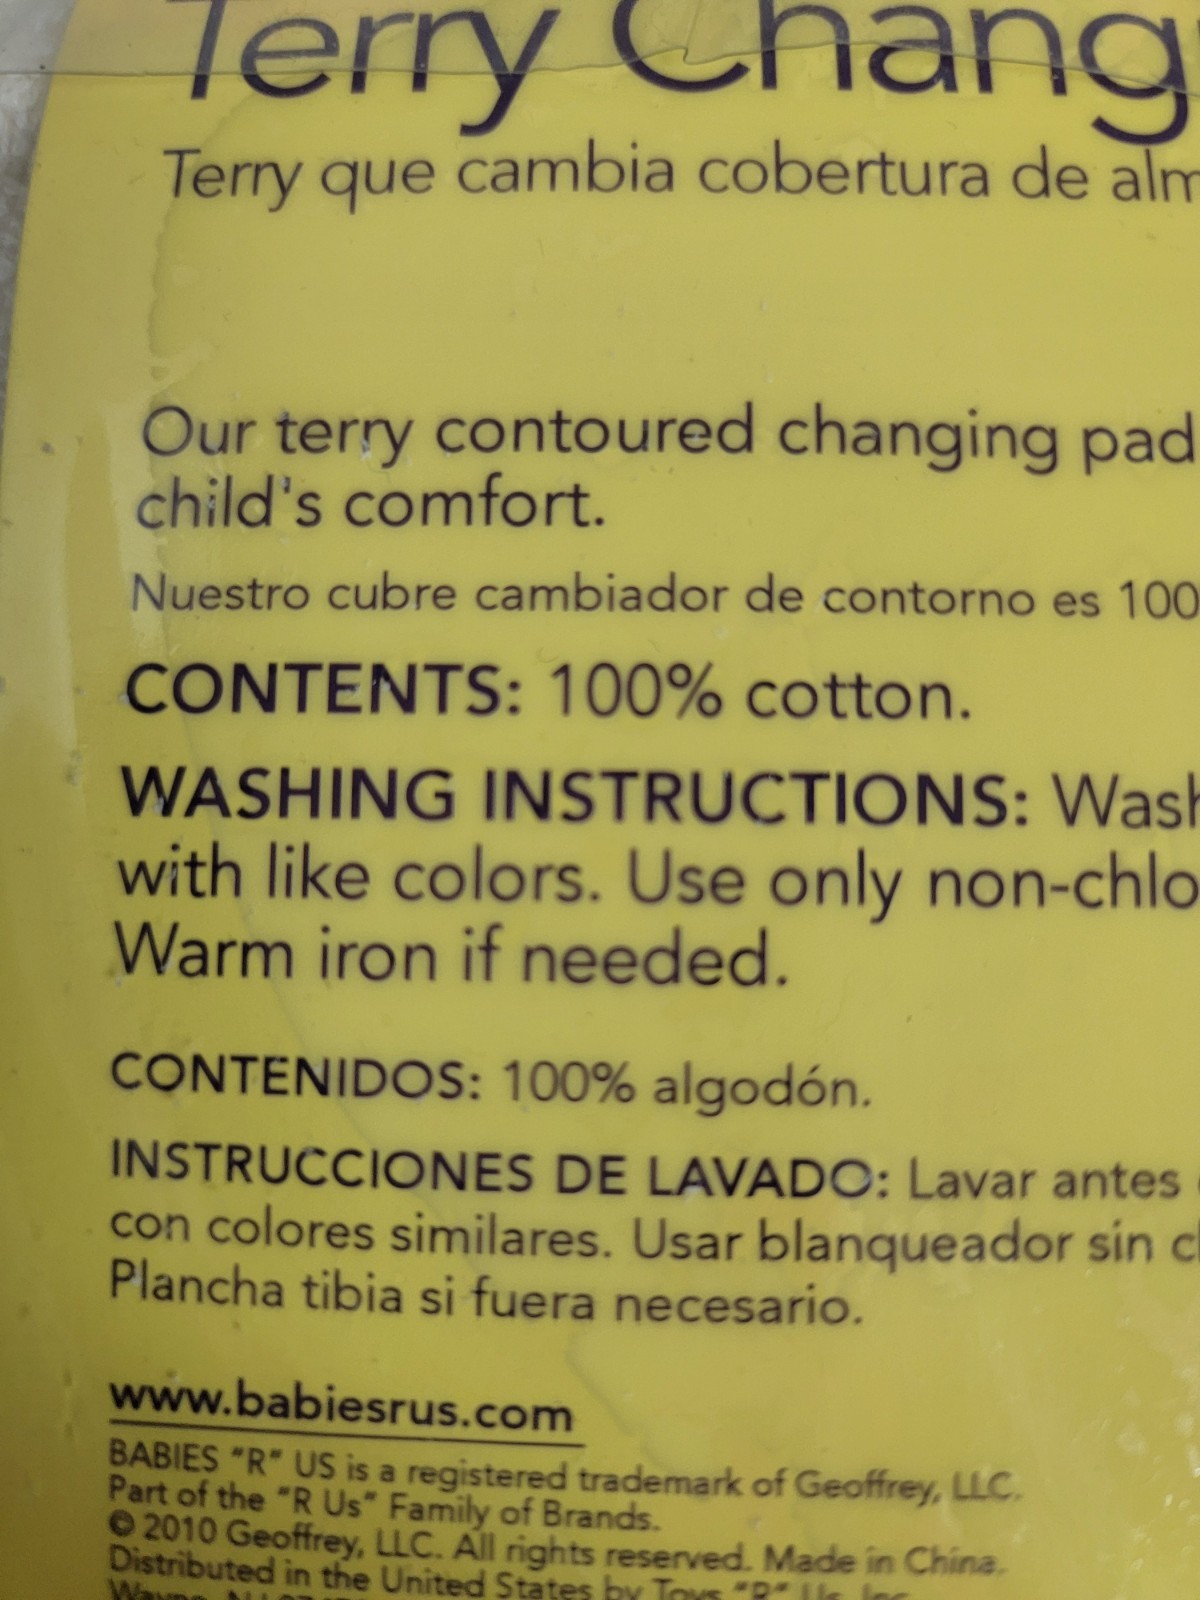 Terry Chang
Terry que cambia cobertura de alm
Our terry contoured changing pad
child's comfort.
Nuestro cubre cambiador de contorno es 100
CONTENTS: 100% cotton.
WASHING INSTRUCTIONS: Wash
with like colors. Use only non-chlo
Warm iron if needed.
CONTENIDOS: 100% algodón.
INSTRUCCIONES DE LAVADO: Lavar antes
con colores similares. Usar blanqueador sin cl
Plancha tibia si fuera necesario.
www.babiesrus.com
BABIES "R" US is a registered trademark of Geoffrey, LLC.
Part of the "R Us" Family of Brands.
© 2010 Geoffrey, LLC. All rights reserved. Made in China.
Distributed in the United States by Toys "R" Us, Inc.
Wayne, NJ